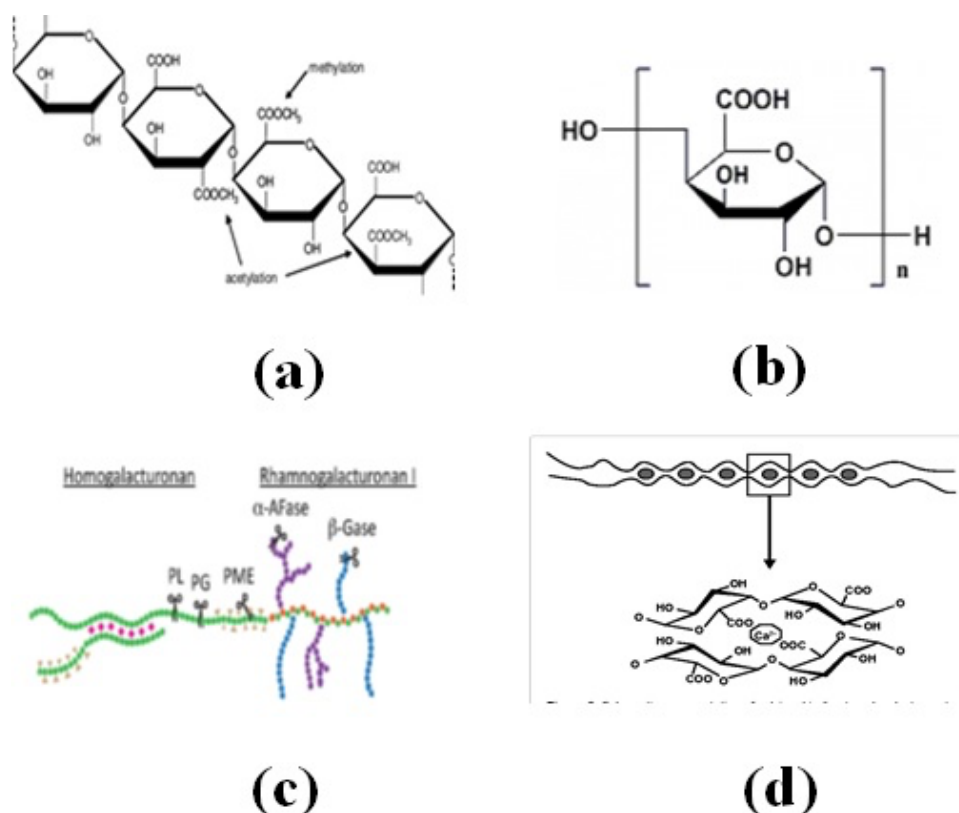 COOH
methylation
COOCH3
OH
OH
OH
COOCH3
OH
COOH
COOCH3
OH
acetylation
(a)
COOH
HO
O
OH
O
H
OH
n
(b)
Homogalacturonan
Rhamnogalacturonan I
α-AFase
β-Gase
PL
PG
PME
(c)
OH
COO
HO
OH
HO
COO
Ca2+
OOC
OH
HO
OH
COO
HO
(d)